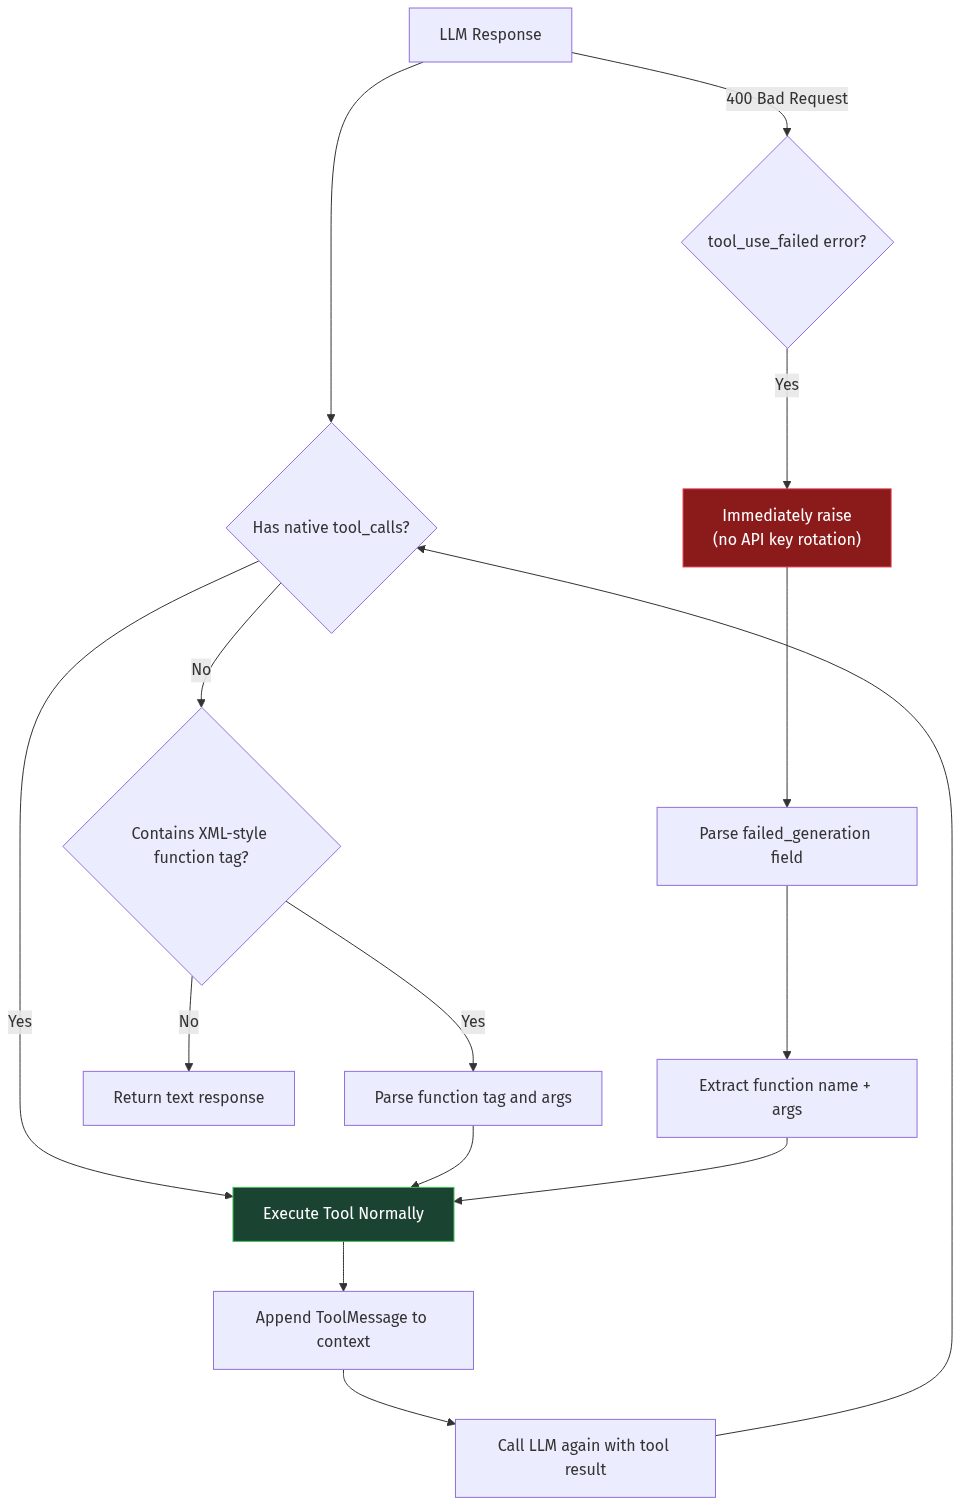 LLM Response
400 Bad Request
tool_use_failed error?
Yes
Immediately raise
(no API key rotation)
Has native tool_calls?
No
Contains XML-style
function tag?
Parse failed_generation
field
Yes
No
Yes
Return text response
Parse function tag and args
Extract function name +
args
Execute Tool Normally
Append ToolMessage to
context
Call LLM again with tool
result